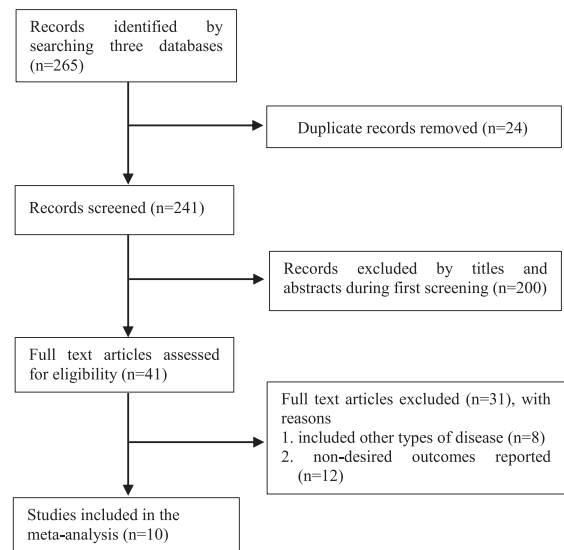 Records identified by
searching three databases
(n=265)
Duplicate records removed (n=24)
Records screened (n=241)
Records excluded by titles and
abstracts during first screening (n=200)
Full text articles assessed
for eligibility (n=41)
Full text articles excluded (n=31), with
reasons
1. included other types of disease (n=8)
2. non-desired outcomes reported
(n=12)
Studies included in the
meta-analysis (n=10)